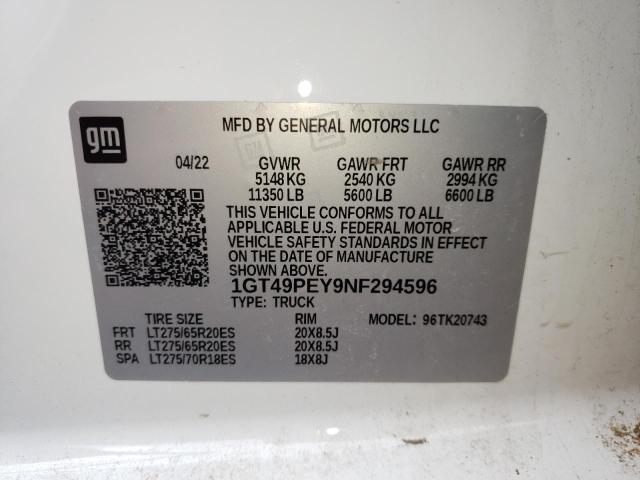 gm
MFD BY GENERAL MOTORS LLC
04/22 GVWR GAWR FRT GAWR RR
5148 KG 2540 KG 2994 KG
11350 LB 5600 LB 6600 LB
THIS VEHICLE CONFORMS TO ALL
APPLICABLE U.S. FEDERAL MOTOR
VEHICLE SAFETY STANDARDS IN EFFECT
ON THE DATE OF MANUFACTURE
SHOWN ABOVE.
1GT49PEY9NF294596
TYPE: TRUCK
TIRE SIZE RIM MODEL: 96TK20743
FRT LT275/65R20ES 20X8.5J
RR LT275/65R20ES 20X8.5J
SPA LT275/70R18ES 18X8J